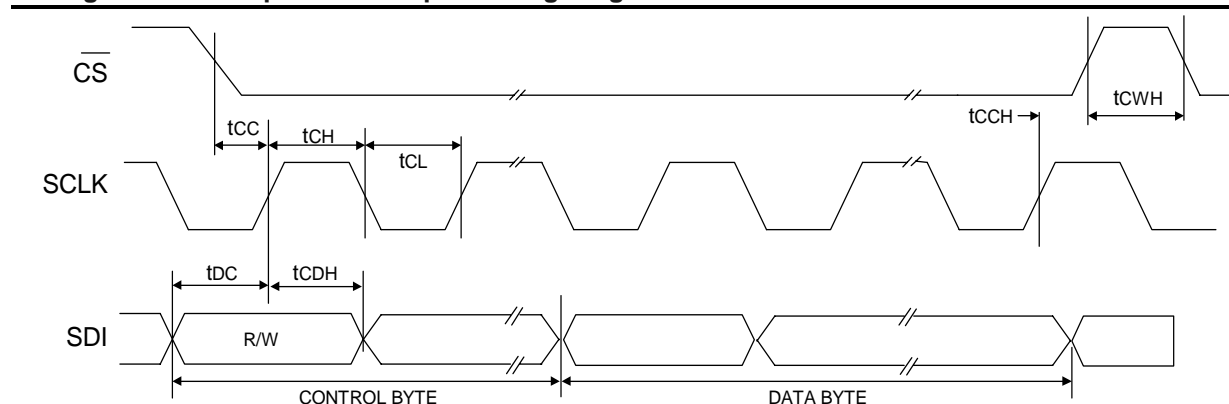 CS
tCC
tCH
tCL
tCCH
tCWH
SCLK
tDC
tCDH
SDI
R/W
CONTROL BYTE
DATA BYTE